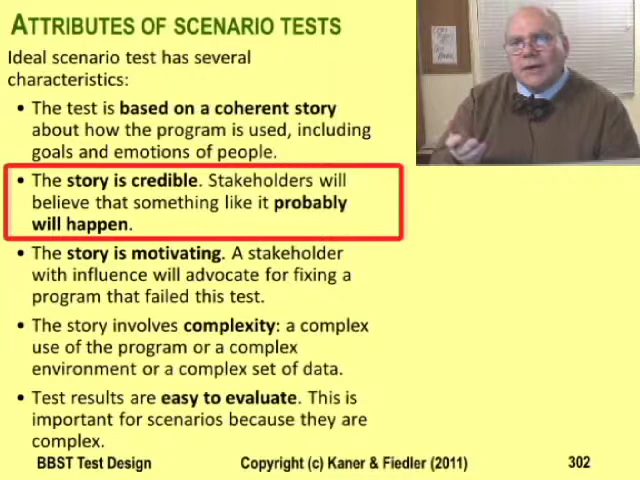 ATTRIBUTES OF SCENARIO TESTS
Ideal scenario test has several
characteristics:
• The test is based on a coherent story
about how the program is used, including
goals and emotions of people.
• The story is credible. Stakeholders will
believe that something like it probably
will happen.
• The story is motivating. A stakeholder
with influence will advocate for fixing a
program that failed this test.
• The story involves complexity: a complex
use of the program or a complex
environment or a complex set of data.
• Test results are easy to evaluate. This is
important for scenarios because they are
complex.
BBST Test Design Copyright (c) Kaner & Fiedler (2011) 302